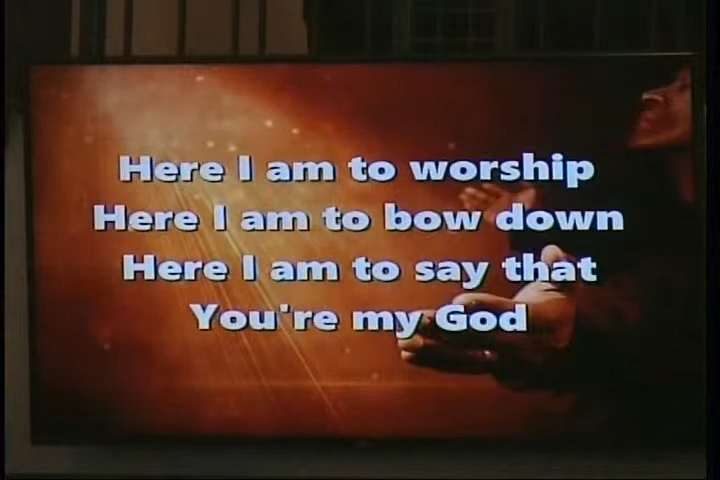 Here I am to worship
Here I am to bow down
Here I am to say that
You're my God